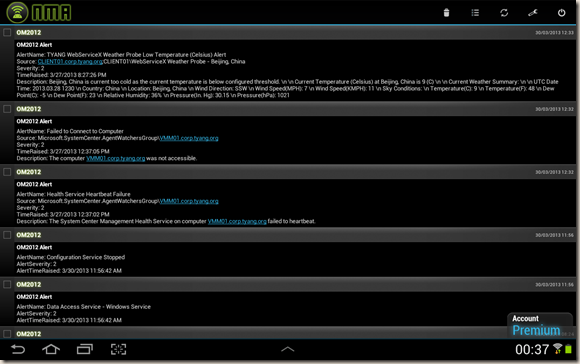 NMA
OM2012 30/03/2013 12:33
OM2012 Alert
AlertName: TYANG WebServiceX Weather Probe Low Temperature (Celsius) Alert
Source: CLIENT01.corp.tyang.org;CLIENT01\WebServiceX Weather Probe - Beijing, China
Severity: 2
TimeRaised: 3/27/2013 8:27:26 PM
Description: Beijing, China is current too cold as the current temperature is below configured threshold. \n \n Current Temperature (Celsius) at Beijing, China is 9 (C) \n \n Current Weather Summary: \n \n UTC Date
Time: 2013.03.28 1230 \n Country: China \n Location: Beijing, China \n Wind Direction: SSW \n Wind Speed(MPH): 7 \n Wind Speed(KMPH): 11 \n Sky Conditions: \n Temperature(C): 9 \n Temperature(F): 48 \n Dew
Point(C): -5 \n Dew Point(F): 23 \n Relative Humidity: 36% \n Pressure(In. Hg): 30.15 \n Pressure(hPa): 1021
OM2012 30/03/2013 12:33
OM2012 Alert
AlertName: Failed to Connect to Computer
Source: Microsoft.SystemCenter.AgentWatchersGroup\VMM01.corp.tyang.org
Severity: 2
TimeRaised: 3/27/2013 12:37:05 PM
Description: The computer VMM01.corp.tyang.org was not accessible.
OM2012 30/03/2013 12:32
OM2012 Alert
AlertName: Health Service Heartbeat Failure
Source: Microsoft.SystemCenter.AgentWatchersGroup\VMM01.corp.tyang.org
Severity: 2
TimeRaised: 3/27/2013 12:37:02 PM
Description: The System Center Management Health Service on computer VMM01.corp.tyang.org failed to heartbeat.
OM2012 30/03/2013 11:56
OM2012 Alert
AlertName: Configuration Service Stopped
AlertSeverity: 2
AlertTimeRaised: 3/30/2013 11:56:42 AM
OM2012 30/03/2013 11:56
OM2012 Alert
AlertName: Data Access Service - Windows Service
AlertSeverity: 2
AlertTimeRaised: 3/30/2013 11:56:42 AM
Account
Premium
OM2012
00:37